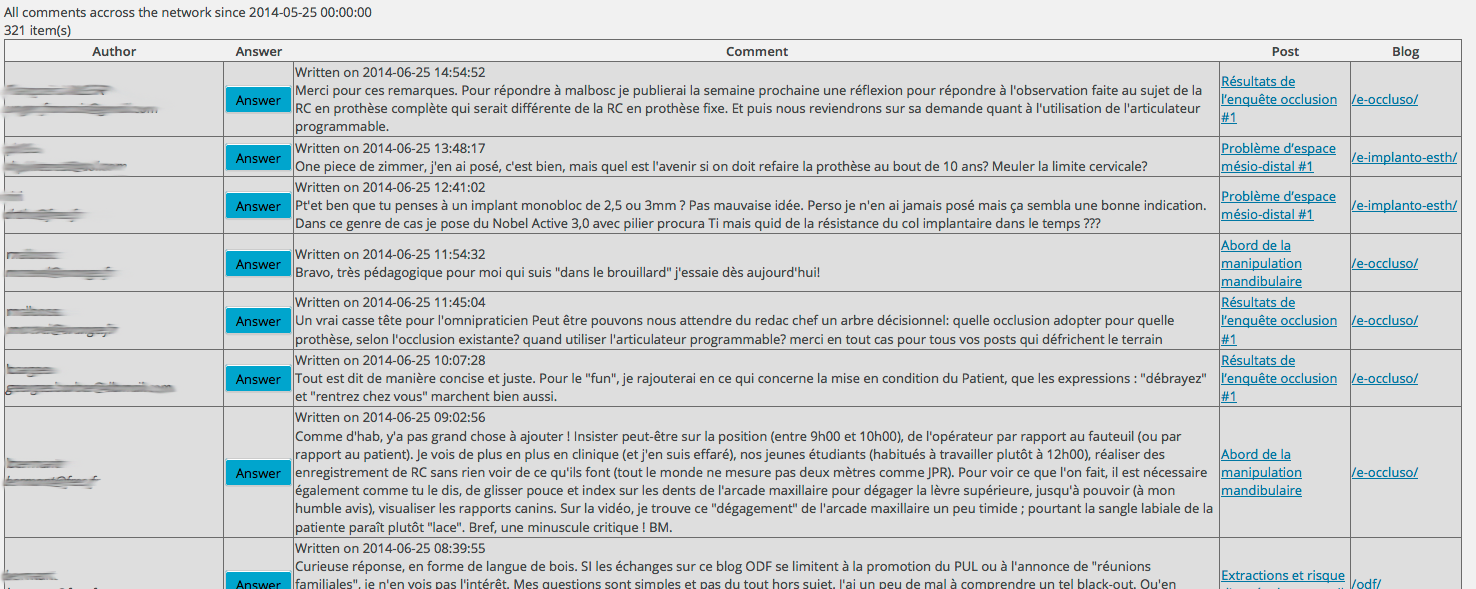 All comments accross the network since 2014-05-25 00:00:00
321 item(s)
Author Answer Comment Post Blog
Answer
Written on 2014-06-25 14:54:52
Merci pour ces remarques. Pour répondre à malbosc je publierai la semaine prochaine une réflexion pour répondre à l'observation faite au sujet de la
RC en prothèse complète qui serait différente de la RC en prothèse fixe. Et puis nous reviendrons sur sa demande quant à l'utilisation de l'articulateur
programmable.
Résultats de
l'enquête occlusion
#1
/e-occluso/
Answer
Written on 2014-06-25 13:48:17
One piece de zimmer, j'en ai posé, c'est bien, mais quel est l'avenir si on doit refaire la prothèse au bout de 10 ans? Meuler la limite cervicale?
Problème d'espace
mésio-distal #1
/e-implanto-esth/
Answer
Written on 2014-06-25 12:41:02
Pt'et ben que tu penses à un implant monobloc de 2,5 ou 3mm ? Pas mauvaise idée. Perso je n'en ai jamais posé mais ça sembla une bonne indication.
Dans ce genre de cas je pose du Nobel Active 3,0 avec pilier procura Ti mais quid de la résistance du col implantaire dans le temps ???
Problème d'espace
mésio-distal #1
/e-implanto-esth/
Answer
Written on 2014-06-25 11:54:32
Bravo, très pédagogique pour moi qui suis "dans le brouillard" j'essaie dès aujourd'hui!
Abord de la
manipulation
mandibulaire
/e-occluso/
Answer
Written on 2014-06-25 11:45:04
Un vrai casse tête pour l'omnipraticien Peut être pouvons nous attendre du redac chef un arbre décisionnel: quelle occlusion adopter pour quelle
prothèse, selon l'occlusion existante? quand utiliser l'articulateur programmable? merci en tout cas pour tous vos posts qui défrichent le terrain
Résultats de
l'enquête occlusion
#1
/e-occluso/
Answer
Written on 2014-06-25 10:07:28
Tout est dit de manière concise et juste. Pour le "fun", je rajouterai en ce qui concerne la mise en condition du Patient, que les expressions : "débrayez"
et "rentrez chez vous" marchent bien aussi.
Résultats de
l'enquête occlusion
#1
/e-occluso/
Answer
Written on 2014-06-25 09:02:56
Comme d'hab, y'a pas grand chose à ajouter ! Insister peut-être sur la position (entre 9h00 et 10h00), de l'opérateur par rapport au fauteuil (ou par
rapport au patient). Je vois de plus en plus en clinique (et j'en suis effaré), nos jeunes étudiants (habitués à travailler plutôt à 12h00), réaliser des
enregistrement de RC sans rien voir de ce qu'ils font (tout le monde ne mesure pas deux mètres comme JPR). Pour voir ce que l'on fait, il est nécessaire
également comme tu le dis, de glisser pouce et index sur les dents de l'arcade maxillaire pour dégager la lèvre supérieure, jusqu'à pouvoir (à mon
humble avis), visualiser les rapports canins. Sur la vidéo, je trouve ce "dégagement" de l'arcade maxillaire un peu timide ; pourtant la sangle labiale de la
patiente paraît plutôt "lace". Bref, une minuscule critique ! BM.
Abord de la
manipulation
mandibulaire
/e-occluso/
Answer
Written on 2014-06-25 08:39:55
Curieuse réponse, en forme de langue de bois. SI les échanges sur ce blog ODF se limitent à la promotion du PUL ou à l'annonce de "réunions
familiales", je n'en vois pas l'intérêt. Mes questions sont simples et pas du tout hors sujet. J'ai un peu de mal à comprendre un tel black-out. Qu'en
Extractions et risque
/odf/